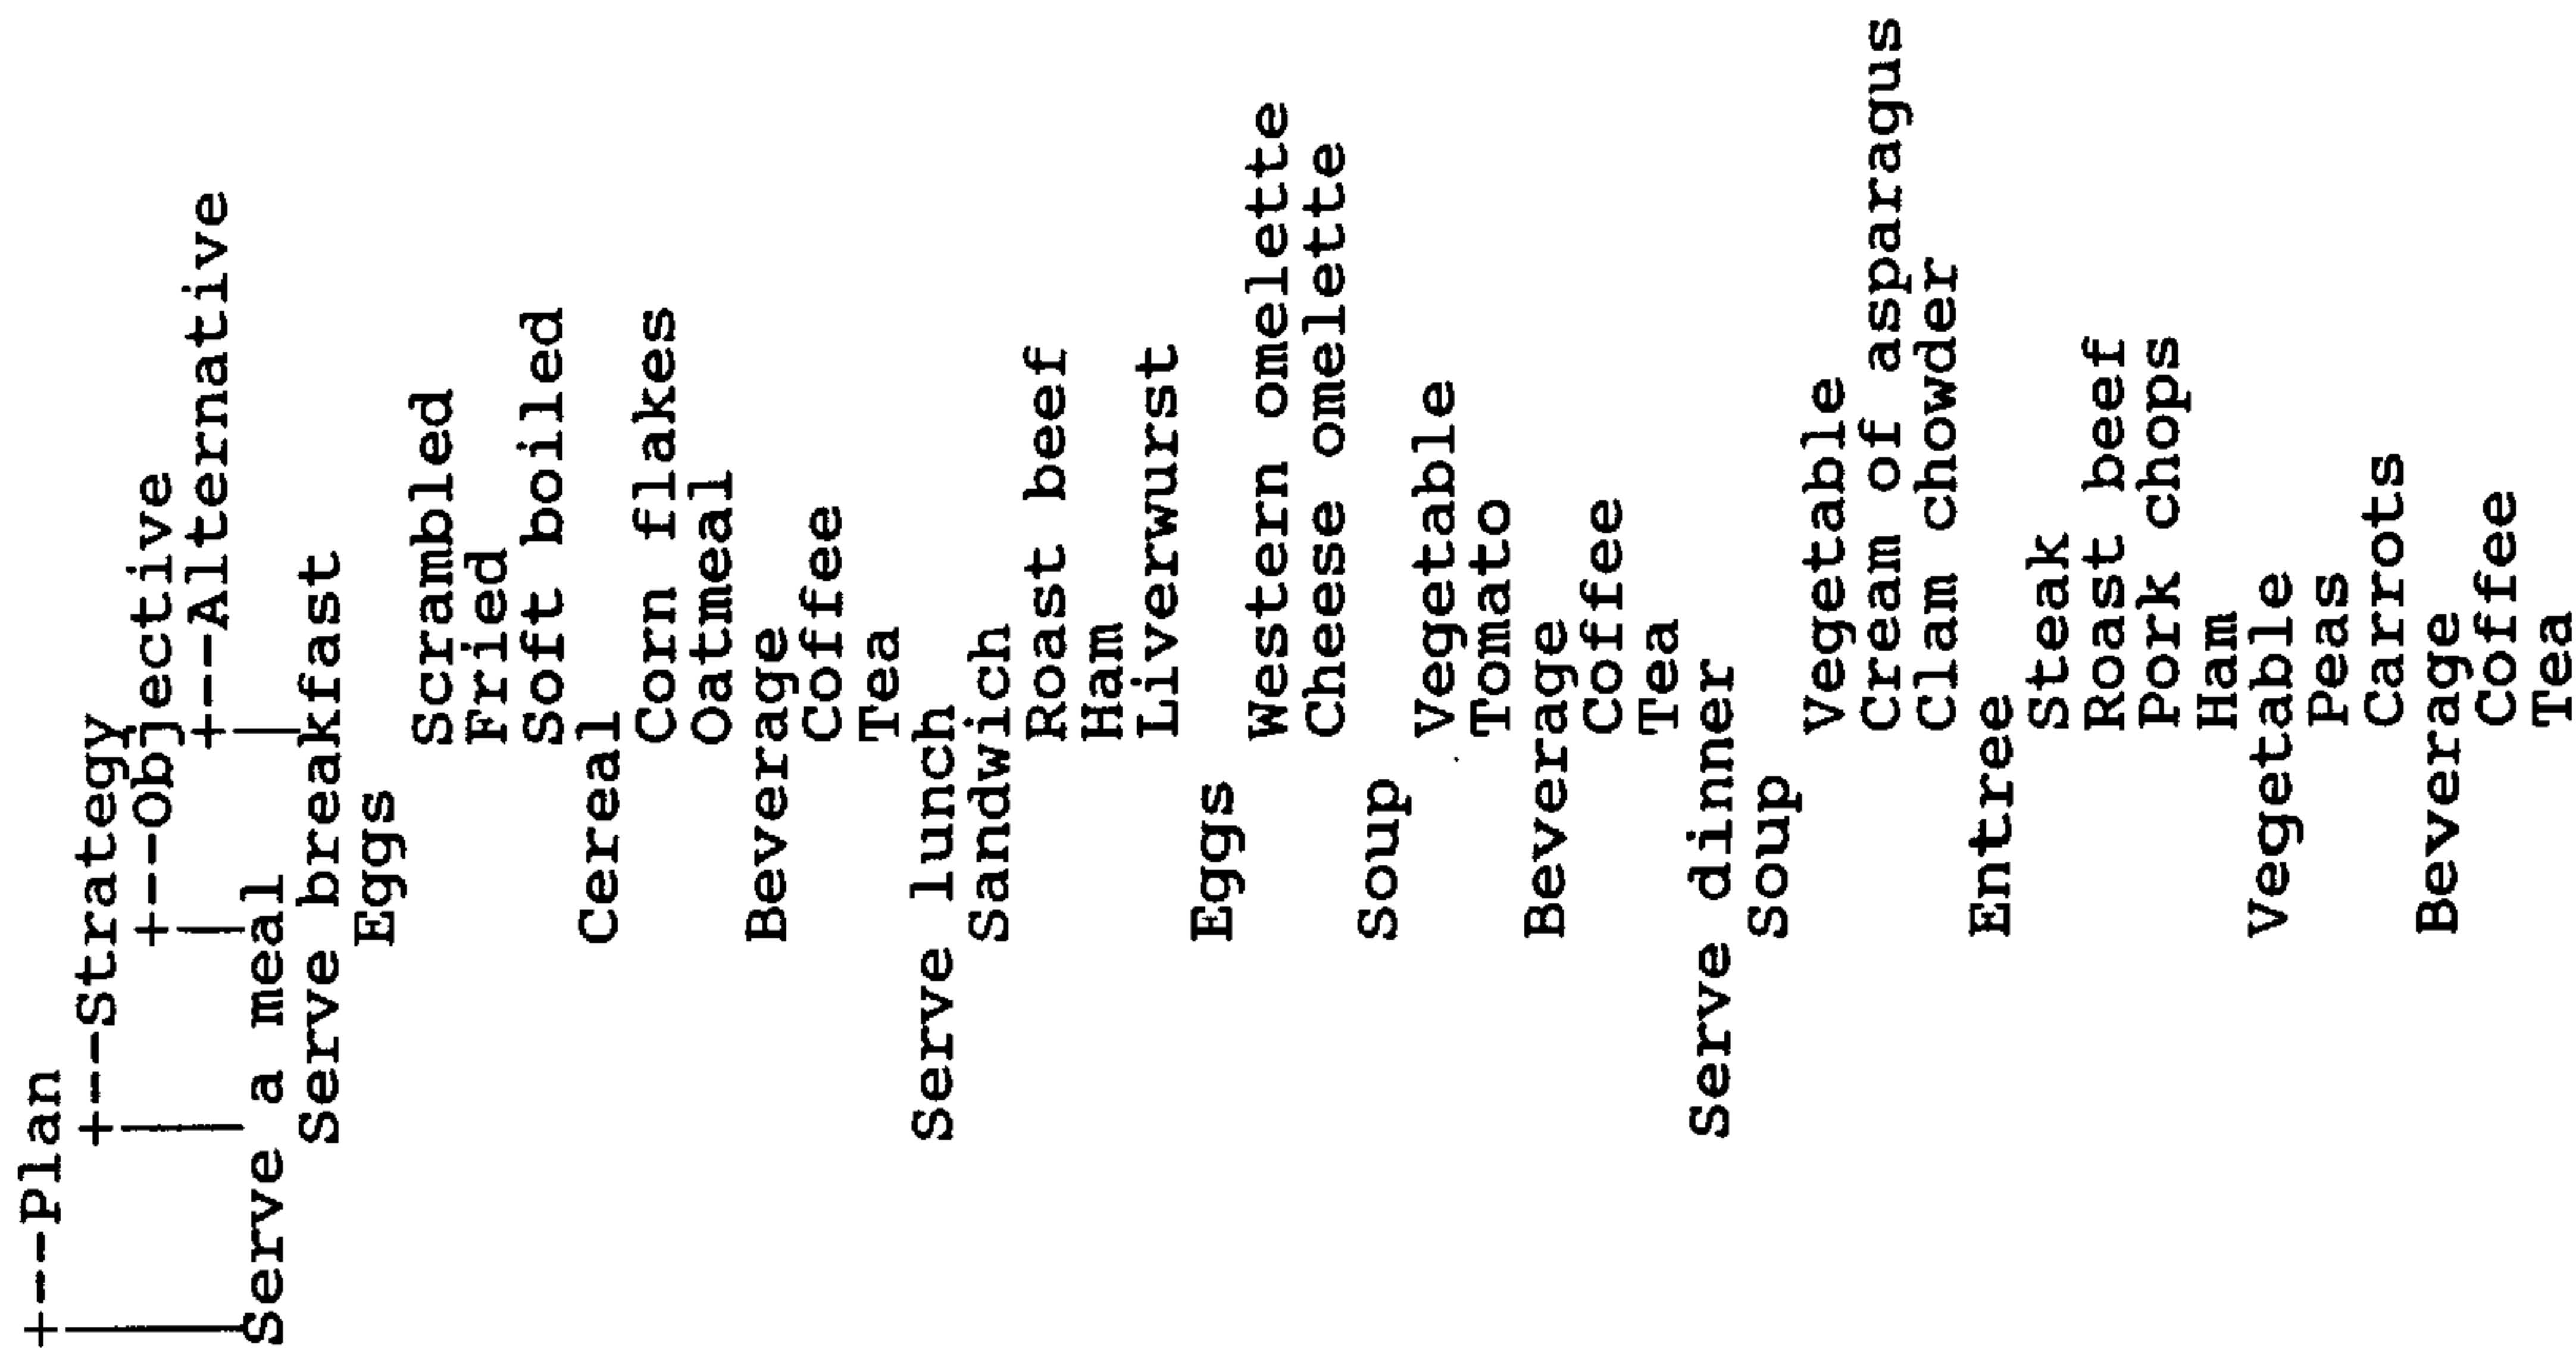 +---Plan
+---Strategy
+---Objective
+---Alternative
Serve a meal
Serve breakfast
Eggs
Scrambled
Fried
Soft boiled
Cereal
Corn flakes
Oatmeal
Beverage
Coffee
Tea
Serve lunch
Sandwich
Roast beef
Ham
Liverwurst
Eggs
Western omelette
Cheese omelette
Soup
Vegetable
Tomato
Beverage
Coffee
Tea
Serve dinner
Soup
Vegetable
Cream of asparagus
Clam chowder
Entree
Steak
Roast beef
Pork chops
Ham
Vegetable
Peas
Carrots
Beverage
Coffee
Tea